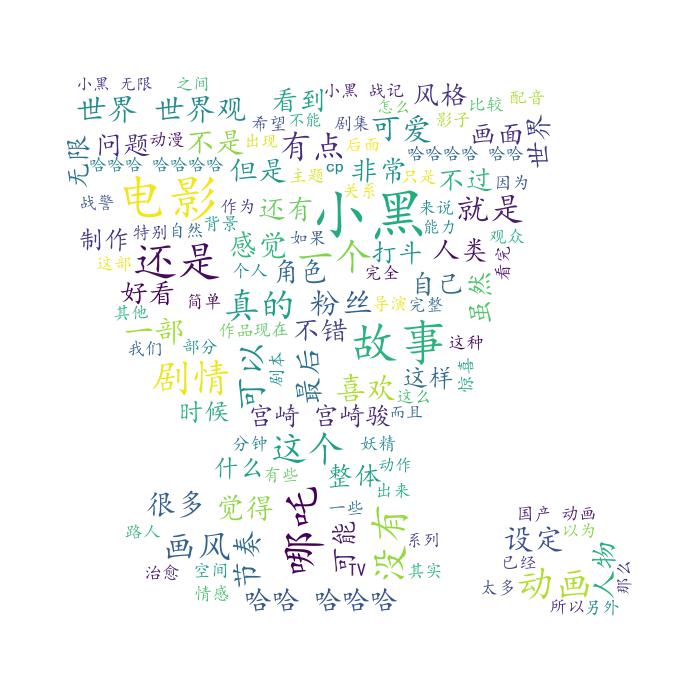 小黑 无限 之间
世界 世界观 看到 小黑 战记 风格 比较 配音
怎么 影子
希望 不能 剧集 可爱 画面 世界
无限 问题 动漫 不是 出现 有点 后面
哈哈哈 哈哈哈哈 但是 cp 非常 哈哈哈哈 哈哈
主题 关系 只是 不过 因为
战警 电影 作为 还有 小黑 来说 就是
制作 特别 自然 背景 感觉 如果 一个 打斗 能力 人类 观众
这部 还是 个人 角色 完全 自己 看完
好看 简单 真的 粉丝 导演 完整 虽然
其他 一部 作品 现在 不错 故事 这种
我们 部分 可以 剧本 最后
剧情 喜欢 这样 惊喜
时候 宫崎 宫崎骏 这么 而且
分钟 这个 妖精
什么 有些 整体 动作
出来
很多 觉得 哪吒 一些 没有
路人 画风 节奏 可能 系列
治愈 空间 TV 其实
情感 哈哈 哈哈哈
国产 动画
设定 以为
已经 人物
太多 动画 那么
所以 另外